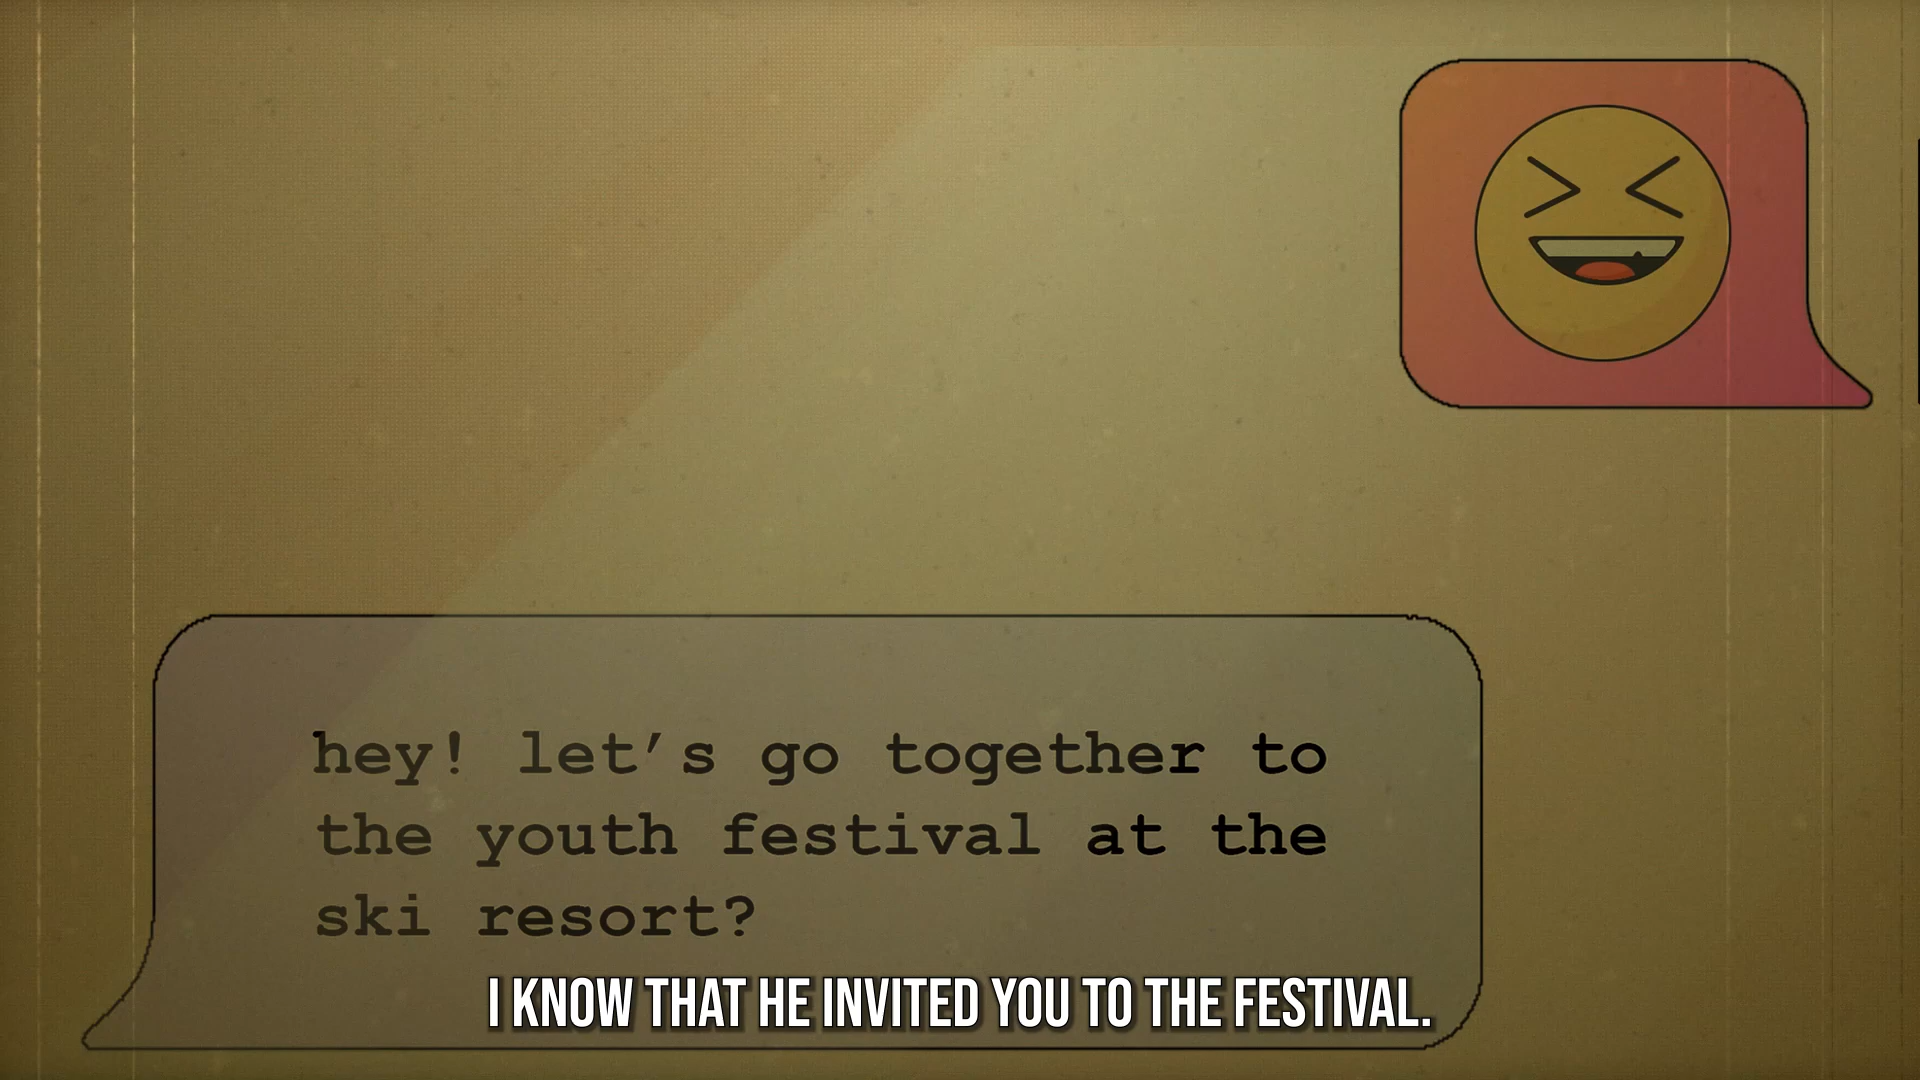 hey! let's go together to
the youth festival at the
ski resort?
I KNOW THAT HE INVITED YOU TO THE FESTIVAL.